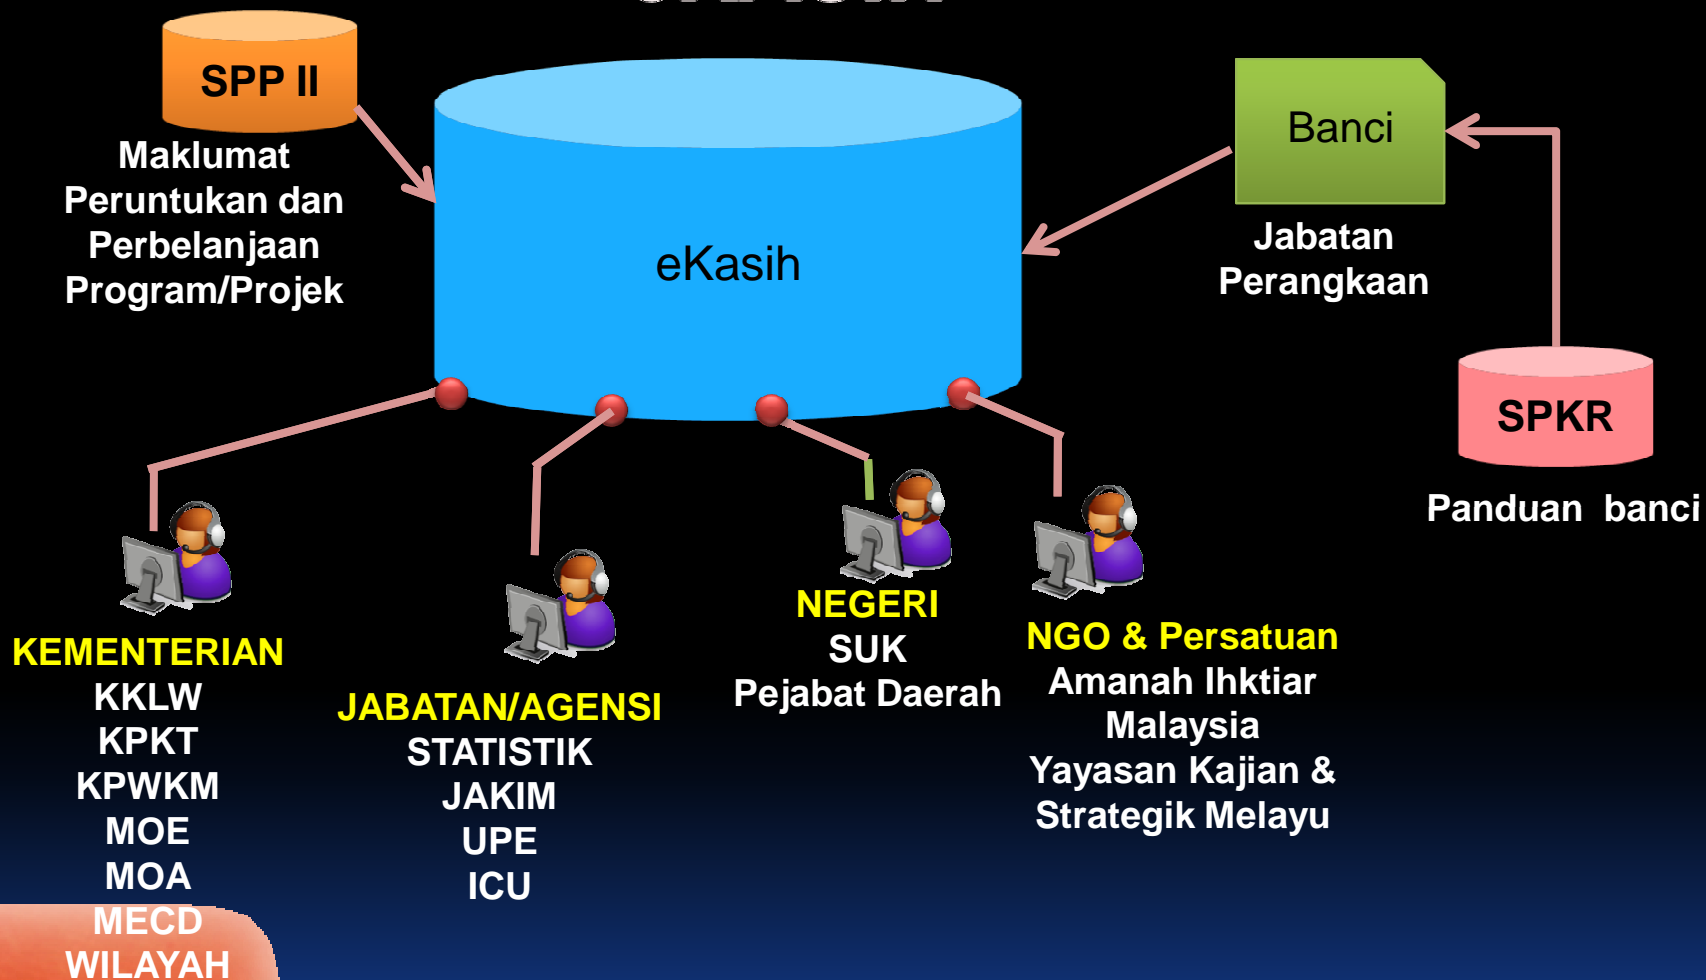 SPP II
Maklumat
Peruntukan dan
Perbelanjaan
Program/Projek
eKasih
Banci
Jabatan
Perangkaan
SPKR
Panduan banci
KEMENTERIAN
KKLW
KPKT
KPWKM
MOE
MOA
MECD
WILAYAH
JABATAN/AGENSI
STATISTIK
JAKIM
UPE
ICU
NEGERI
SUK
Pejabat Daerah
NGO & Persatuan
Amanah Ihktiar
Malaysia
Yayasan Kajian &
Strategik Melayu